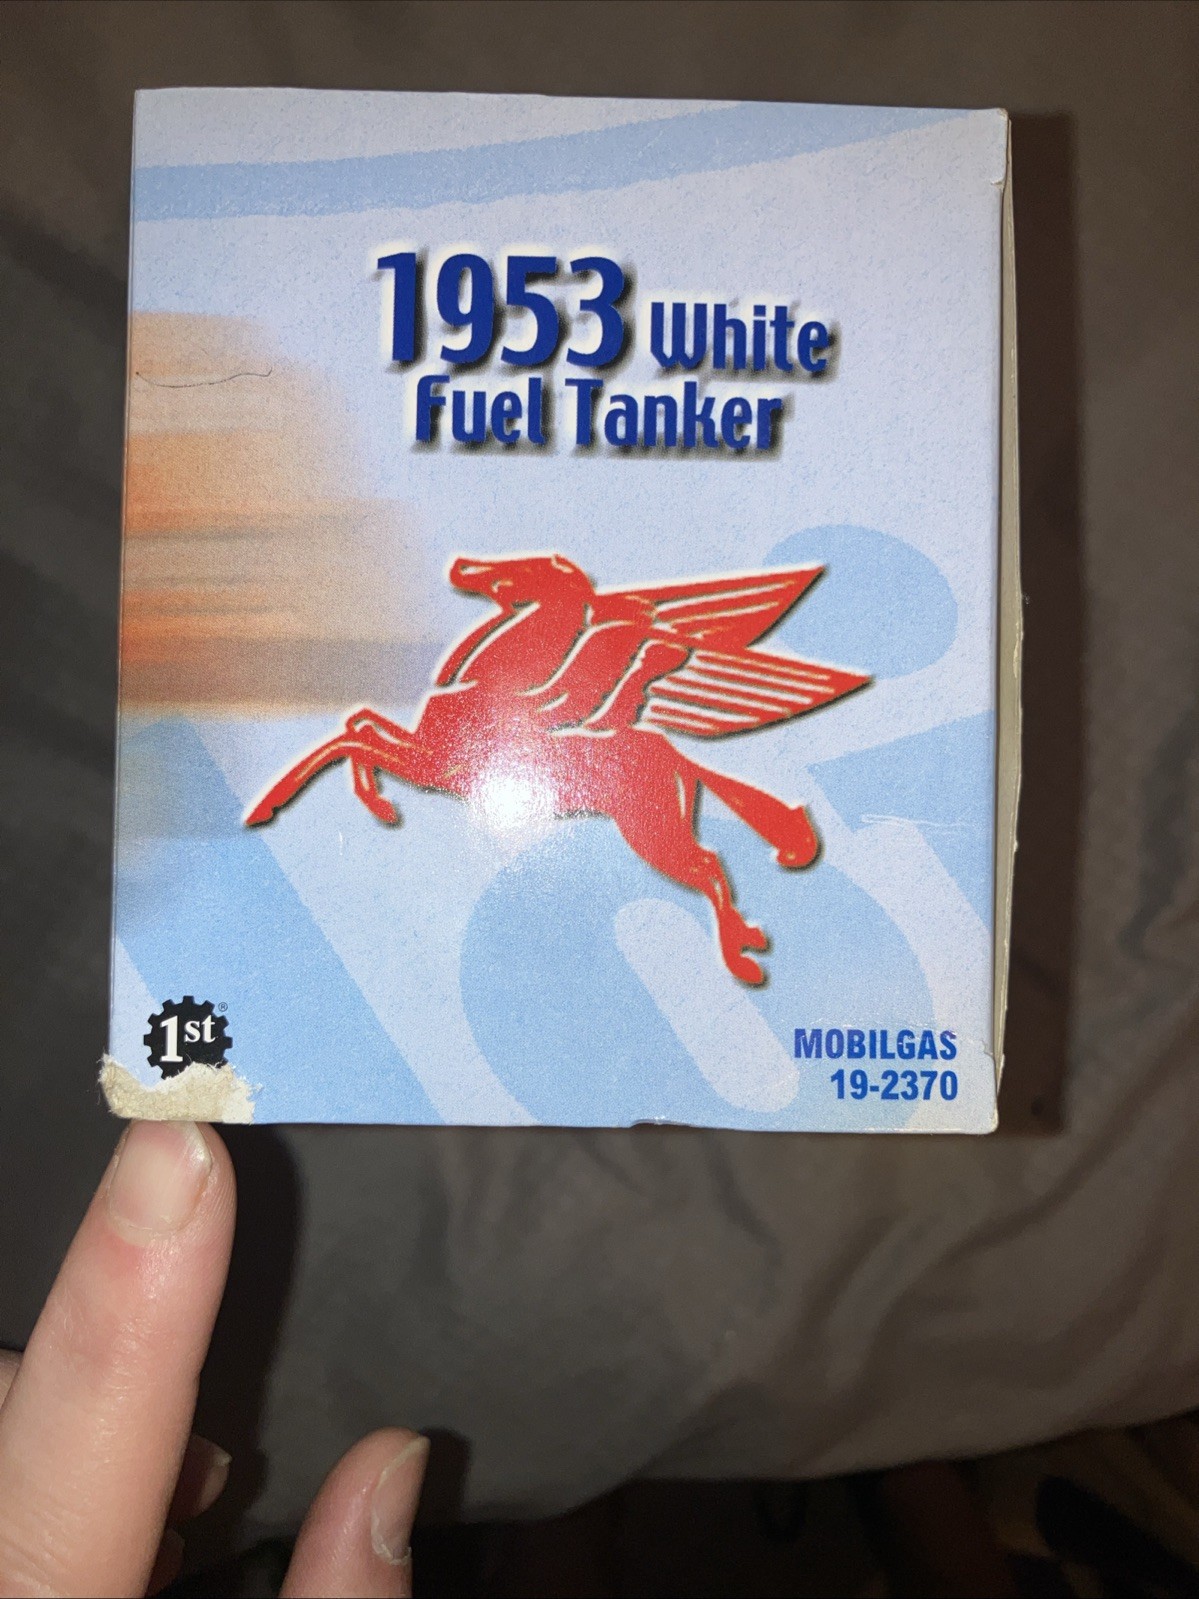 1953 White
Fuel Tanker
1st®
MOBILGAS
19-2370